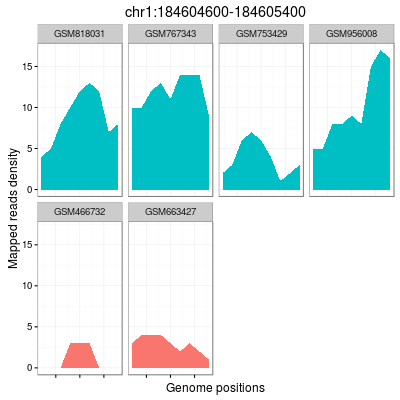 chr1:184604600-184605400
GSM818031 GSM767343 GSM753429 GSM956008
15
10
5
0
GSM466732 GSM663427
15
10
5
0
Mapped reads density
Genome positions